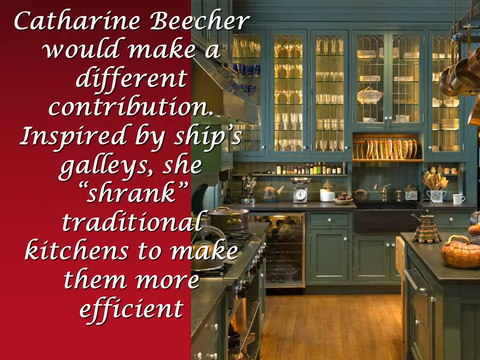 Catharine Beecher
would make a
different
contribution.
Inspired by ship's
galleys, she
“shrank”
traditional
kitchens to make
them more
efficient